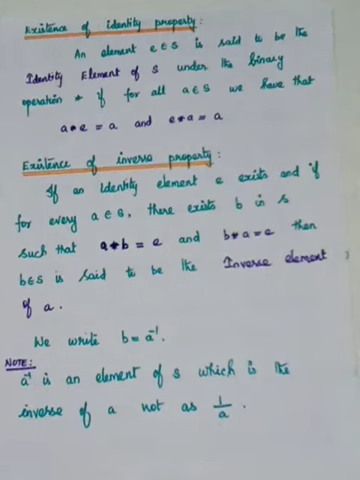 Existence of identity property:
An element e∈s is said to be the
Identity Element of S under the binary
operation * if for all a∈s we have that
a*e = a and e*a = a
Existence of inverse property:
If an identity element e exists and if
for every a∈s, there exists b in s
such that a*b = e and b*a = e then
b∈s is said to be the Inverse element
of a.
We write b = a⁻¹.
NOTE:
a⁻¹ is an element of s which is the
inverse of a not as 1/a.